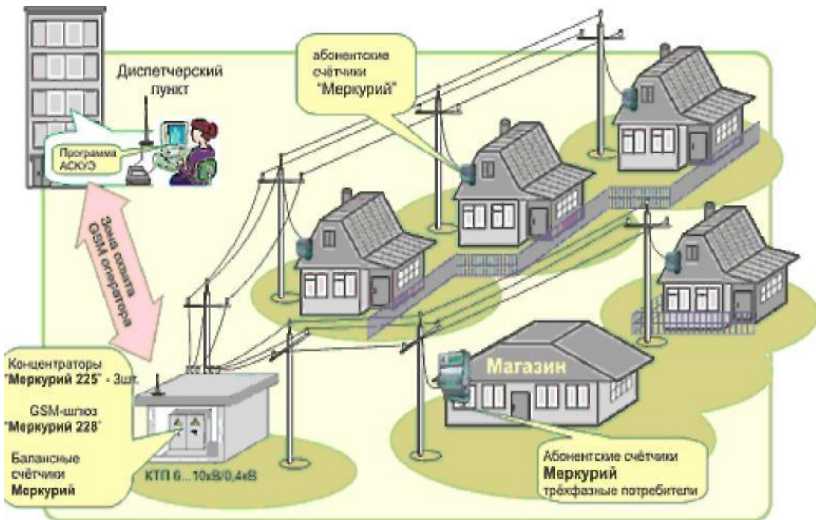 Диспетчерский
пункт
Программа
АСКУЭ
абонентские
счётчики
"Меркурий"
Зона охвата
GSM оператора
Концентраторы
"Меркурий 225" - 3шт.
GSM-шлюз
"Меркурий 228"
Балансные
счётчики
Меркурий
КТП 6...10кВ/0,4кВ
Магазин
Абонентские счётчики
Меркурий
трёхфазные потребители